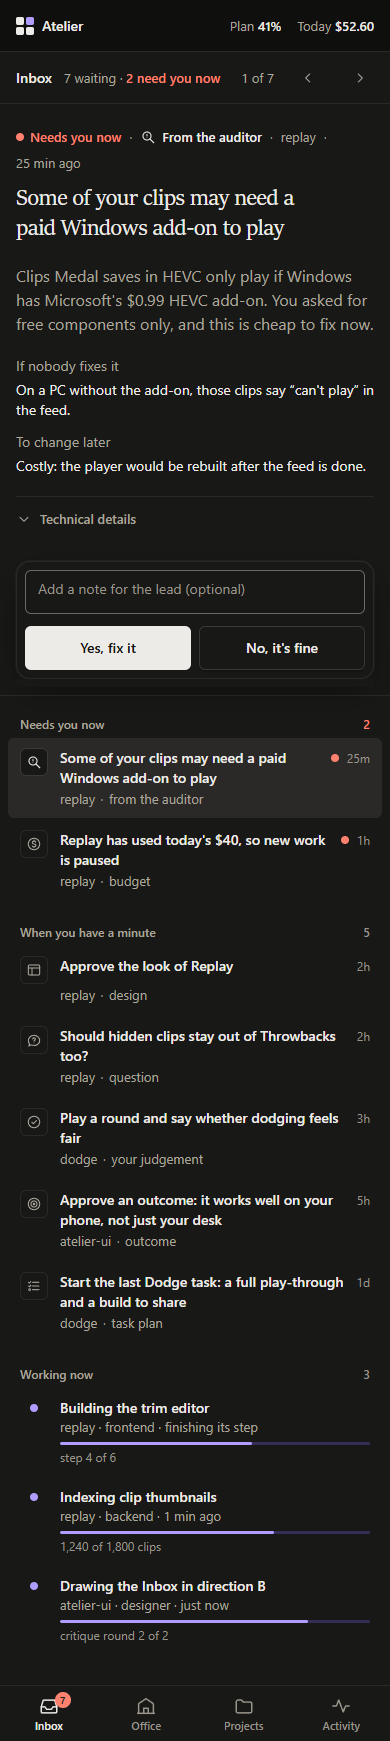 Atelier
Plan 41% Today $52.60
Inbox 7 waiting · 2 need you now 1 of 7
Needs you now · From the auditor · replay ·
25 min ago
Some of your clips may need a
paid Windows add-on to play
Clips Medal saves in HEVC only play if Windows
has Microsoft's $0.99 HEVC add-on. You asked for
free components only, and this is cheap to fix now.
If nobody fixes it
On a PC without the add-on, those clips say “can't play” in
the feed.
To change later
Costly: the player would be rebuilt after the feed is done.
Technical details
Add a note for the lead (optional)
Yes, fix it
No, it's fine
Needs you now 2
Some of your clips may need a paid 25m
Windows add-on to play
replay · from the auditor
Replay has used today's $40, so new work 1h
is paused
replay · budget
When you have a minute 5
Approve the look of Replay 2h
replay · design
Should hidden clips stay out of Throwbacks 2h
too?
replay · question
Play a round and say whether dodging feels 3h
fair
dodge · your judgement
Approve an outcome: it works well on your 5h
phone, not just your desk
atelier-ui · outcome
Start the last Dodge task: a full play-through 1d
and a build to share
dodge · task plan
Working now 3
Building the trim editor
replay · frontend · finishing its step
step 4 of 6
Indexing clip thumbnails
replay · backend · 1 min ago
1,240 of 1,800 clips
Drawing the Inbox in direction B
atelier-ui · designer · just now
critique round 2 of 2
7
Inbox Office Projects Activity